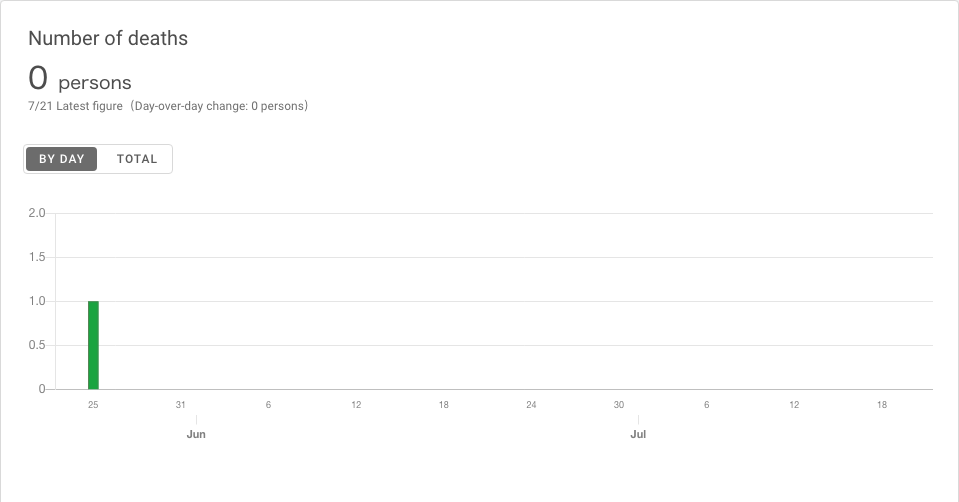 Number of deaths
0 persons
7/21 Latest figure（Day-over-day change: 0 persons）
BY DAY TOTAL
2.0
1.5
1.0
0.5
0
25 31 6 12 18 24 30 6 12 18
Jun Jul